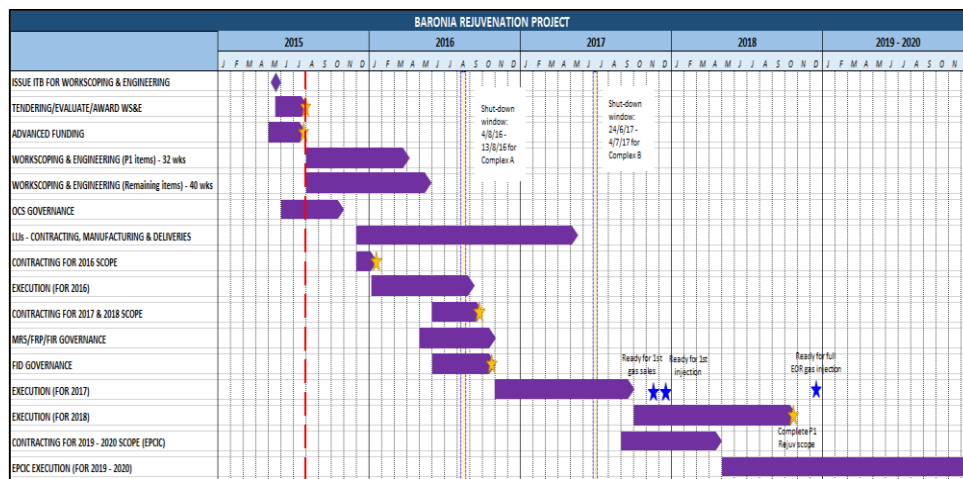 BARONIA REJUVENATION PROJECT
2015 2016 2017 2018 2019 - 2020
J F M A M J J A S O N D J F M A M J J A S O N D J F M A M J J A S O N D J F M A M J J A S O N D J F M A M J J A S O N
ISSUE ITB FOR WORKSCOPING & ENGINEERING
TENDERING/EVALUATE/AWARD WS&E
ADVANCED FUNDING
WORKSCOPING & ENGINEERING (P1 items) - 32 wks
WORKSCOPING & ENGINEERING (Remaining items) - 40 wks
OCS GOVERNANCE
LLIs - CONTRACTING, MANUFACTURING & DELIVERIES
CONTRACTING FOR 2016 SCOPE
EXECUTION (FOR 2016)
CONTRACTING FOR 2017 & 2018 SCOPE
MR5/FRP/FIR GOVERNANCE
FID GOVERNANCE
EXECUTION (FOR 2017)
EXECUTION (FOR 2018)
CONTRACTING FOR 2019 - 2020 SCOPE (EPCIC)
EPCIC EXECUTION (FOR 2019 - 2020)
Shut-down
window:
4/8/16 -
13/8/16 for
Complex A
Shut-down
window:
24/6/17 -
4/7/17 for
Complex B
Ready for 1st
gas sales
Ready for 1st
injection
Ready for full
EOR gas injection
Complete P1
Rejuv scope